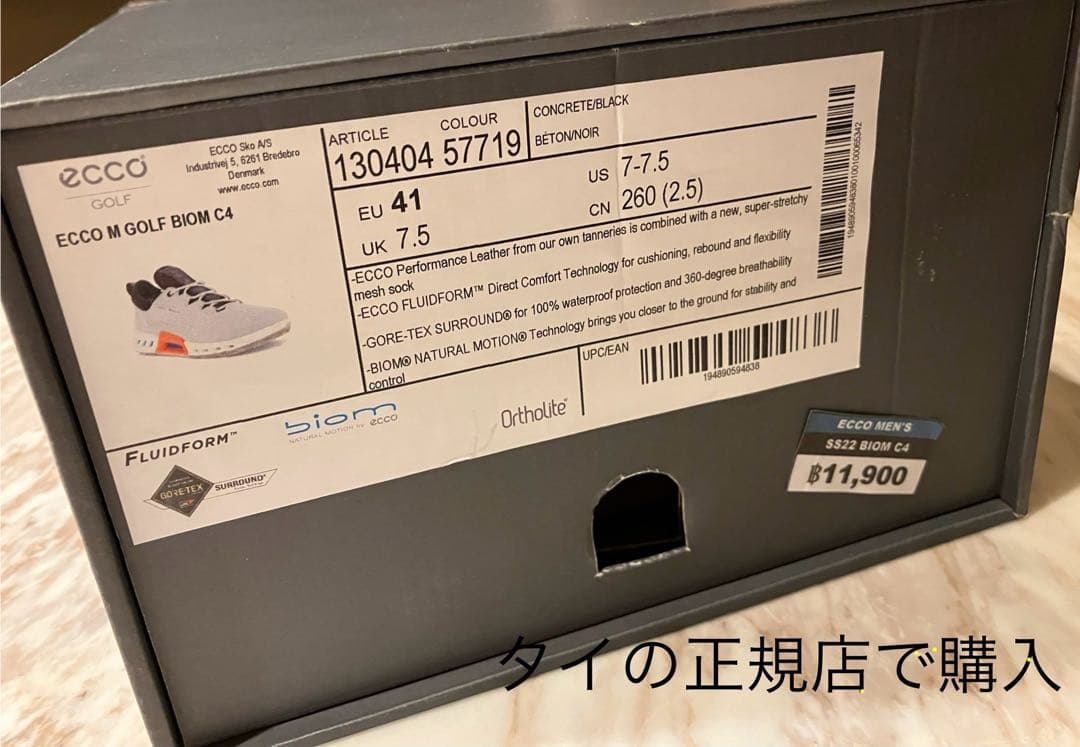 ecco
GOLF
ECCO Sko A/S
Industrivej 5, 6261 Bredebro
Denmark
www.ecco.com
ECCO M GOLF BIOM C4
ARTICLE COLOUR
130404 57719
CONCRETE/BLACK
BÉTON/NOIR
EU 41
UK 7.5
US 7-7.5
CN 260 (2.5)
-ECCO Performance Leather from our own tanneries is combined with a new, super-stretchy
mesh sock
-ECCO FLUIDFORM™ Direct Comfort Technology for cushioning, rebound and flexibility
-GORE-TEX SURROUND® for 100% waterproof protection and 360-degree breathability
-BIOM® NATURAL MOTION® Technology brings you closer to the ground for stability and
control
UPC/EAN
194890594838
FLUIDFORM™
biom
NATURAL MOTION by ecco
Ortholite®
GORE-TEX
SURROUND®
ECCO MEN'S
SS22 BIOM C4
฿11,900
タイの正規店で購入